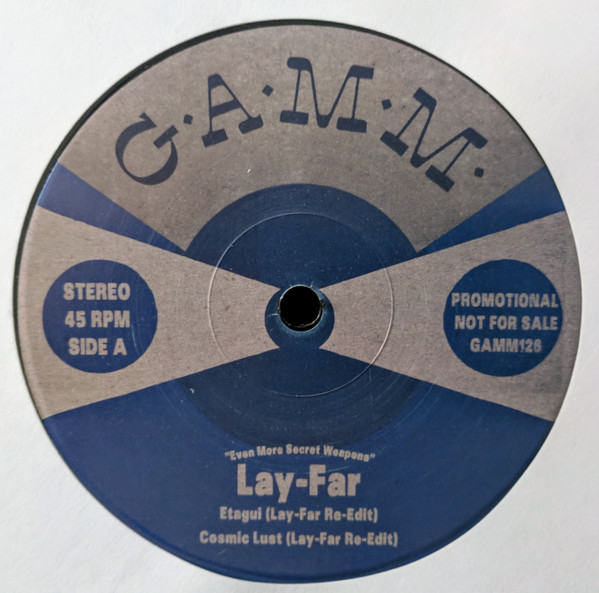 G·A·M·M·
STEREO
45 RPM
SIDE A
PROMOTIONAL
NOT FOR SALE
GAMM126
"Even More Secret Weapons"
Lay-Far
Etagui (Lay-Far Re-Edit)
Cosmic Lust (Lay-Far Re-Edit)